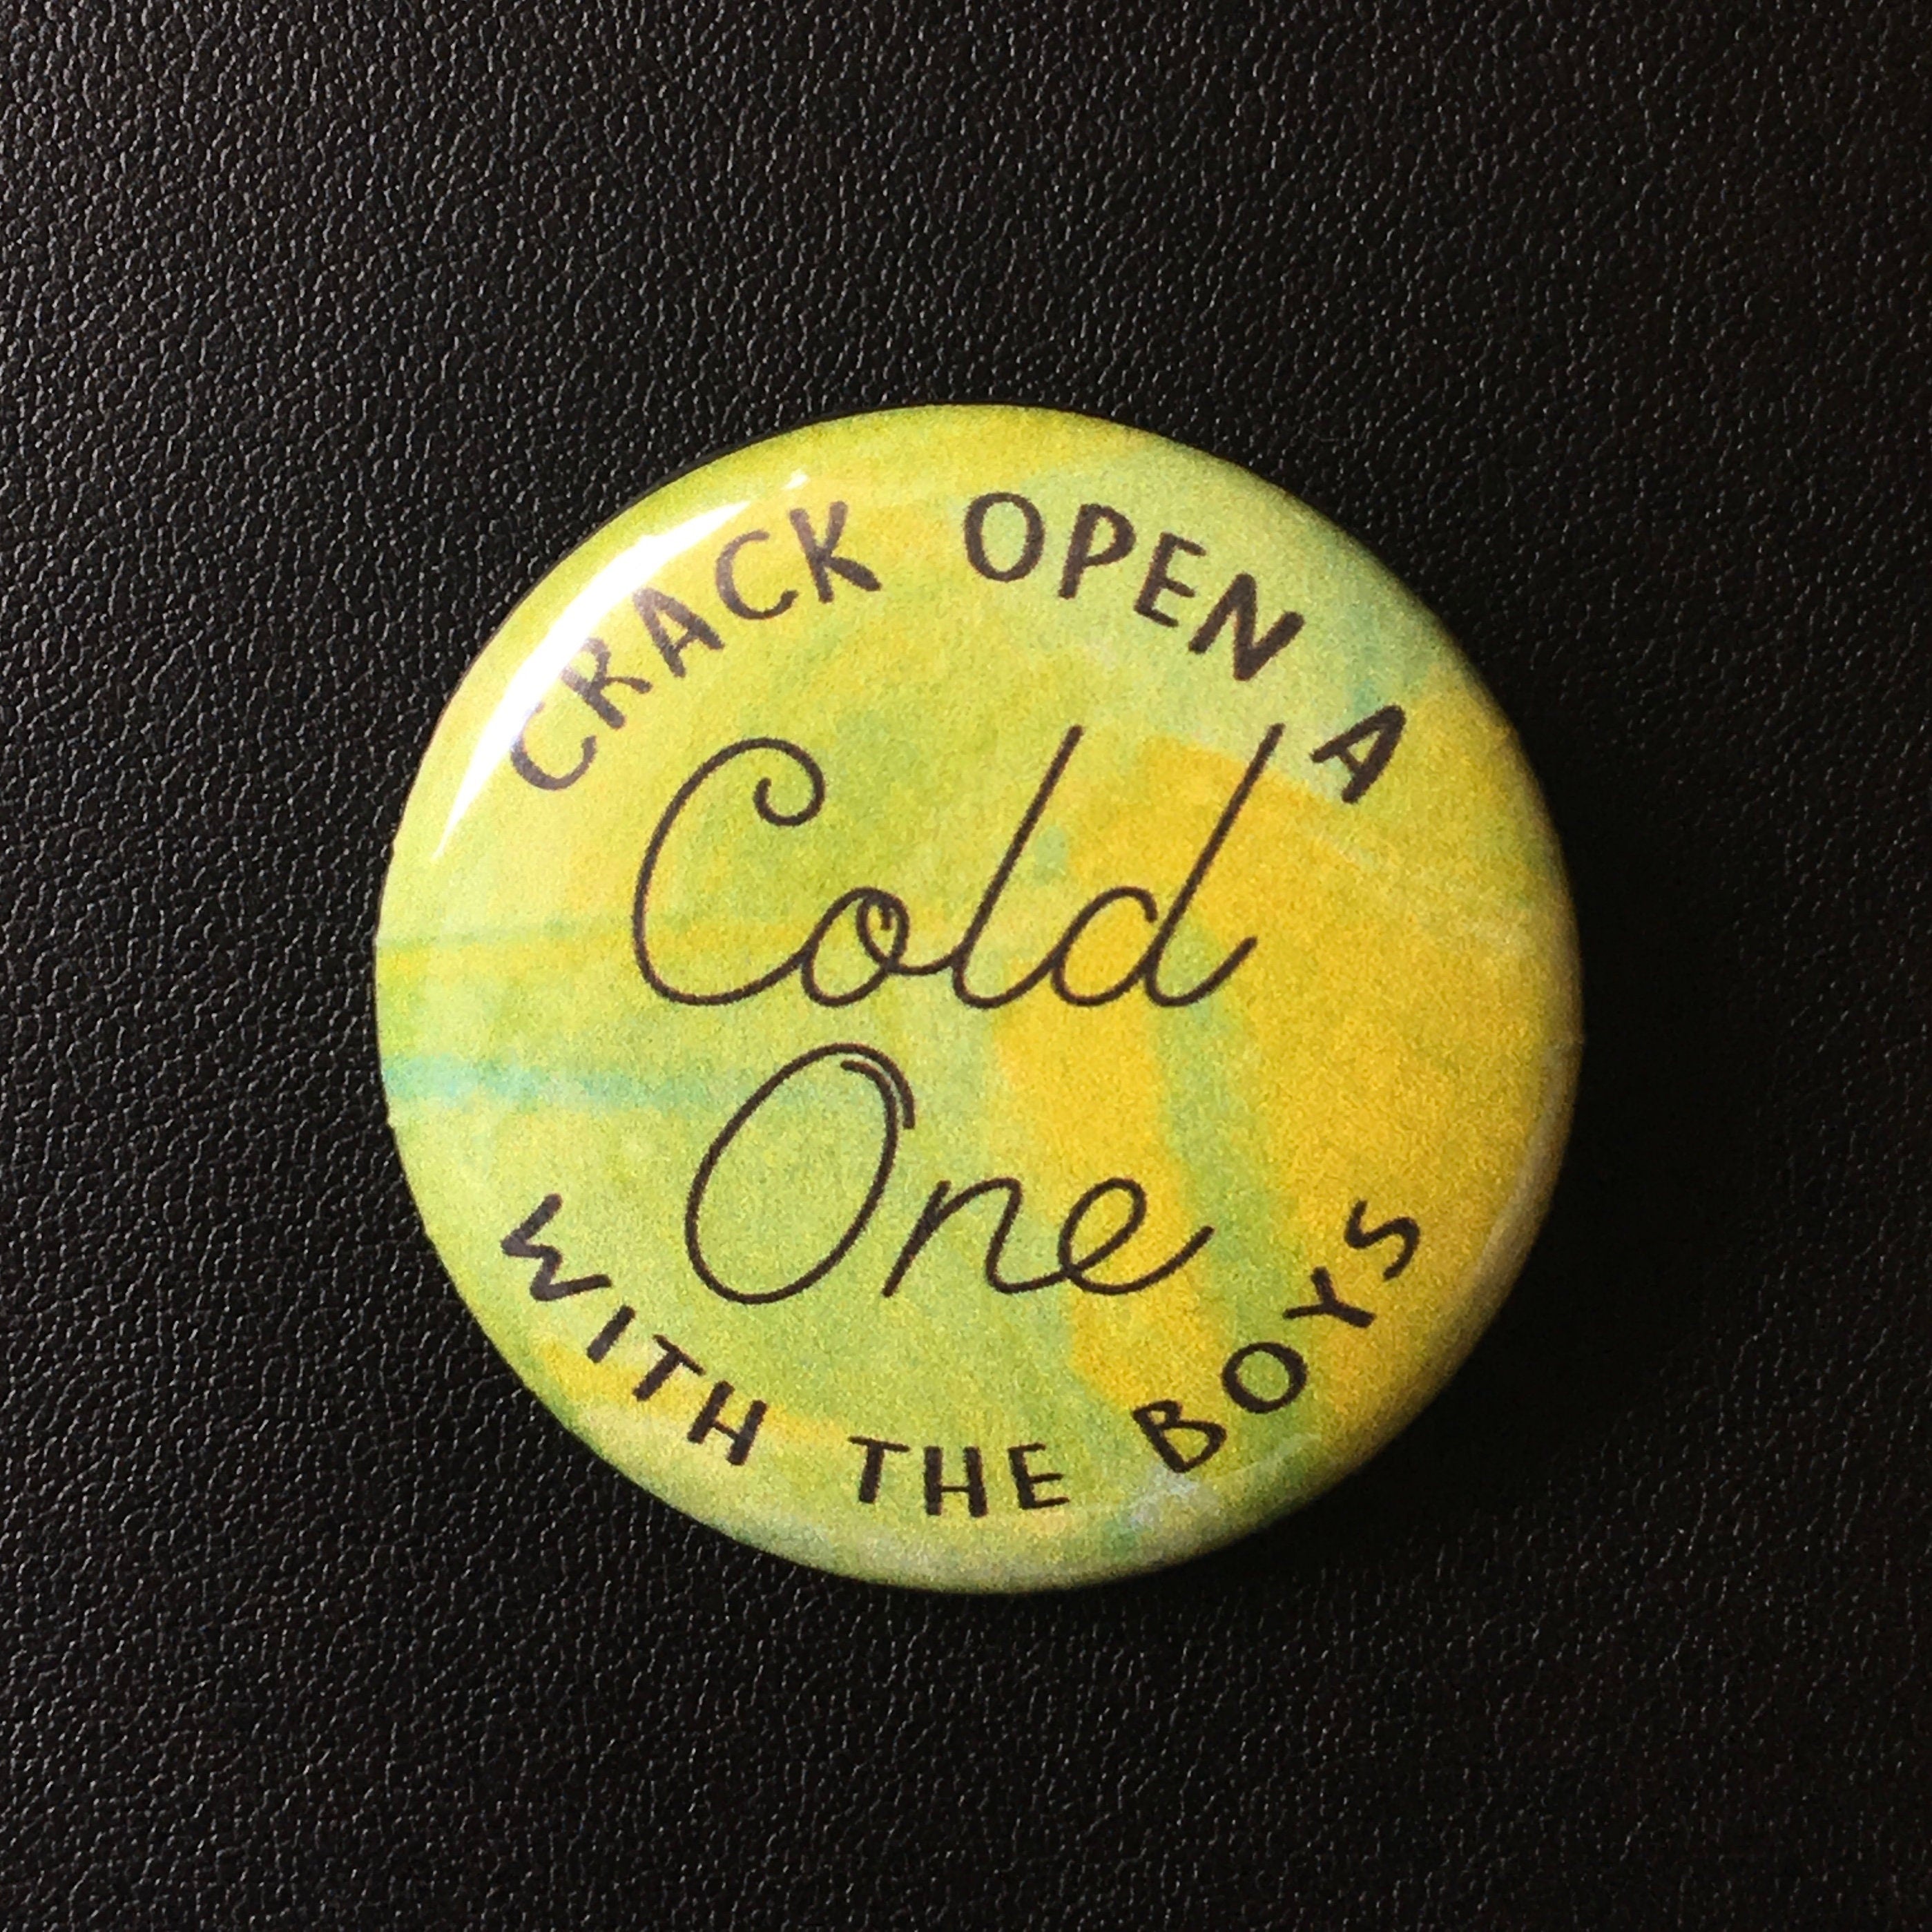 CRACK OPEN A
Cold
One
WITH THE BOYS